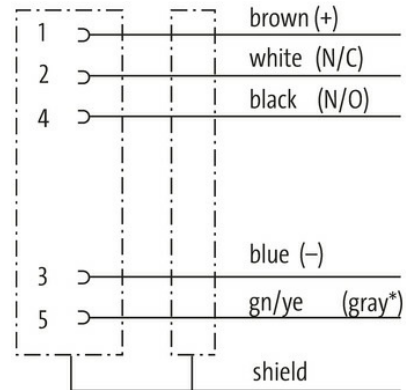 1 brown (+)
2 white (N/C)
4 black (N/O)
3 blue (–)
5 gn/ye (gray*)
shield